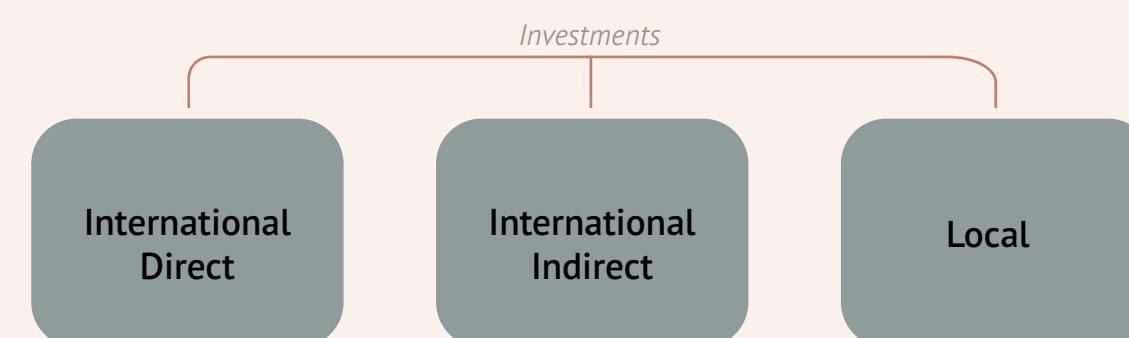 Investments
International
Direct
International
Indirect
Local